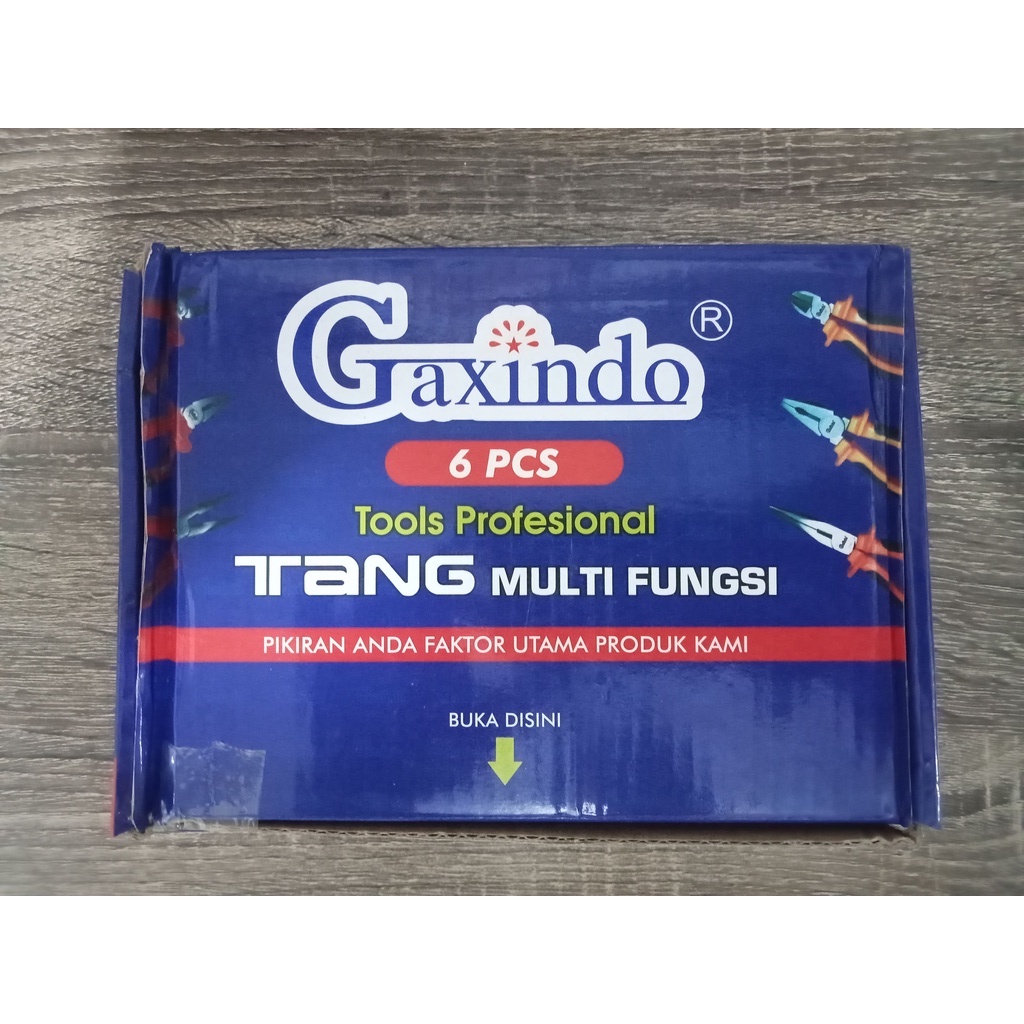 Gaxindo ®
6 PCS
Tools Profesional
TaNG MULTI FUNGSI
PIKIRAN ANDA FAKTOR UTAMA PRODUK KAMI
BUKA DISINI